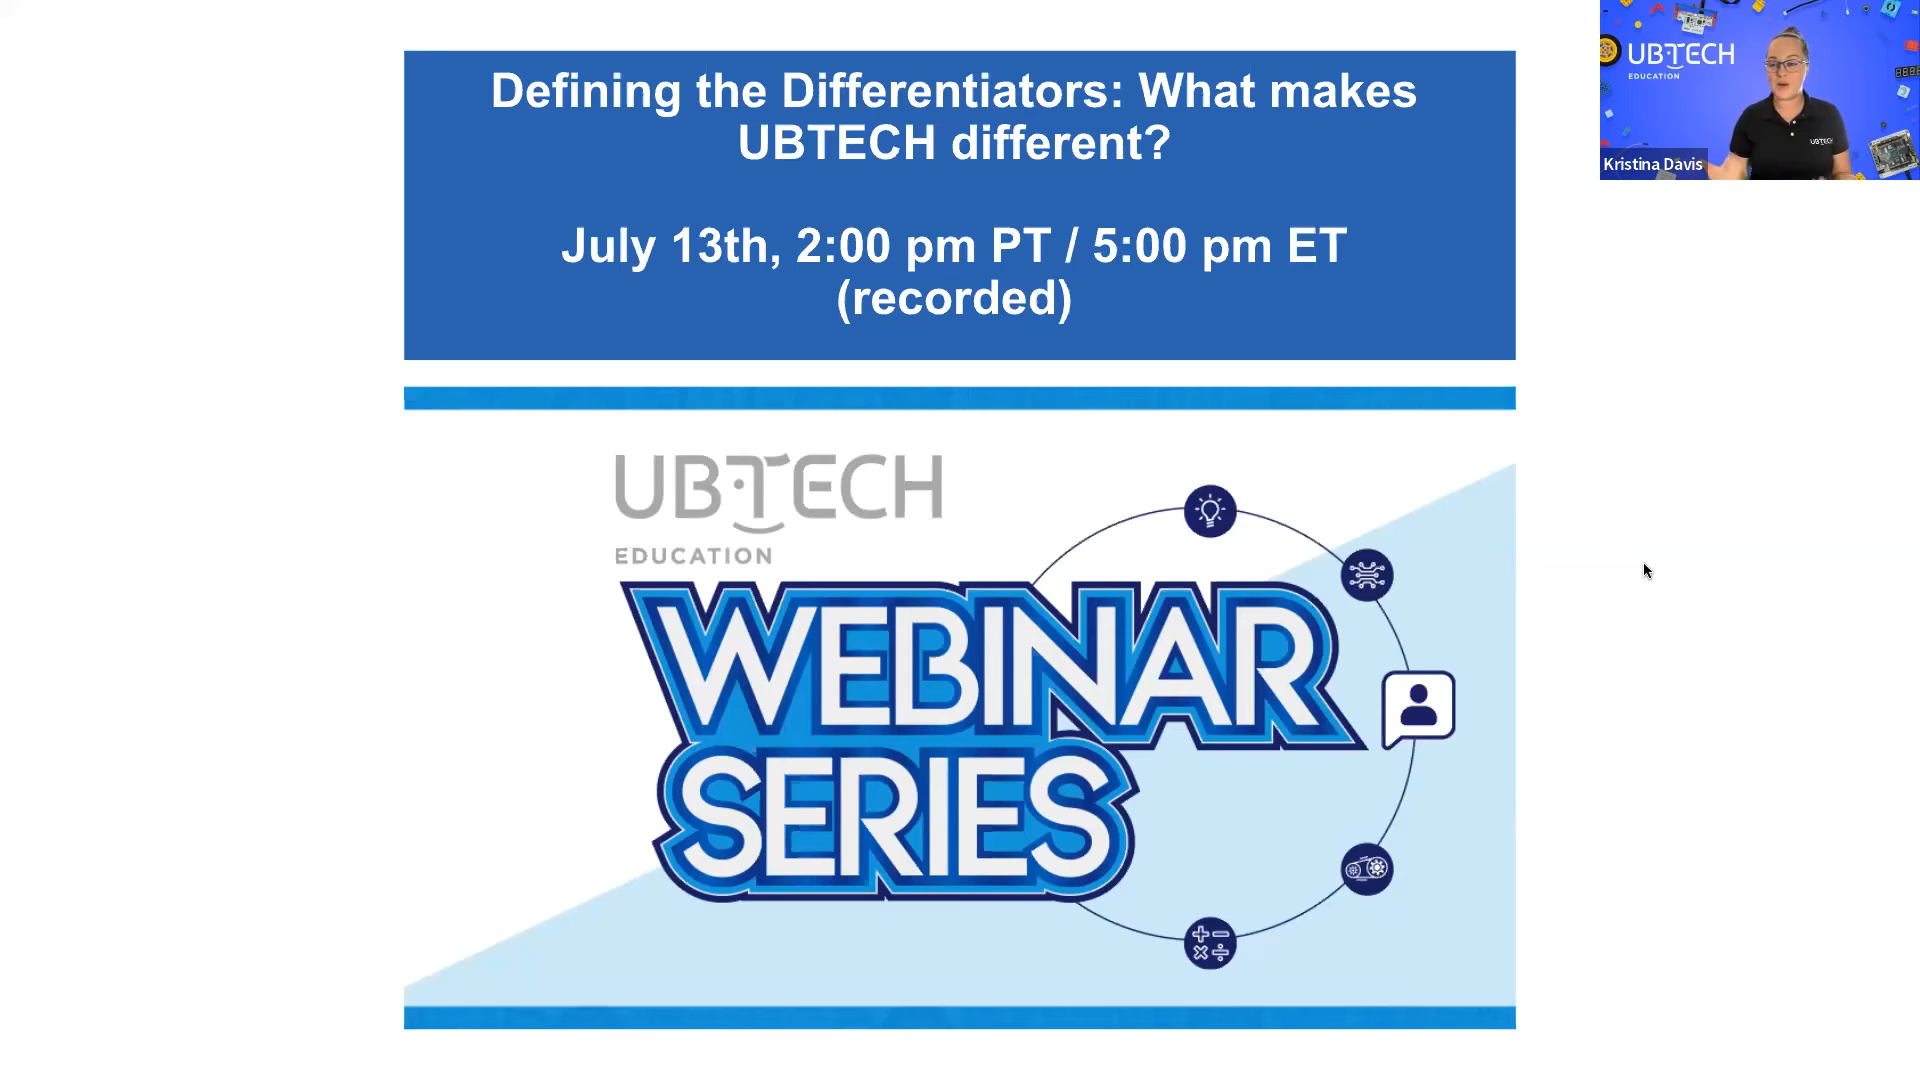 Defining the Differentiators: What makes
UBTECH different?
July 13th, 2:00 pm PT / 5:00 pm ET
(recorded)
UBTECH
EDUCATION
WEBINAR
SERIES
UBTECH
EDUCATION
UBTECH
Kristina Davis